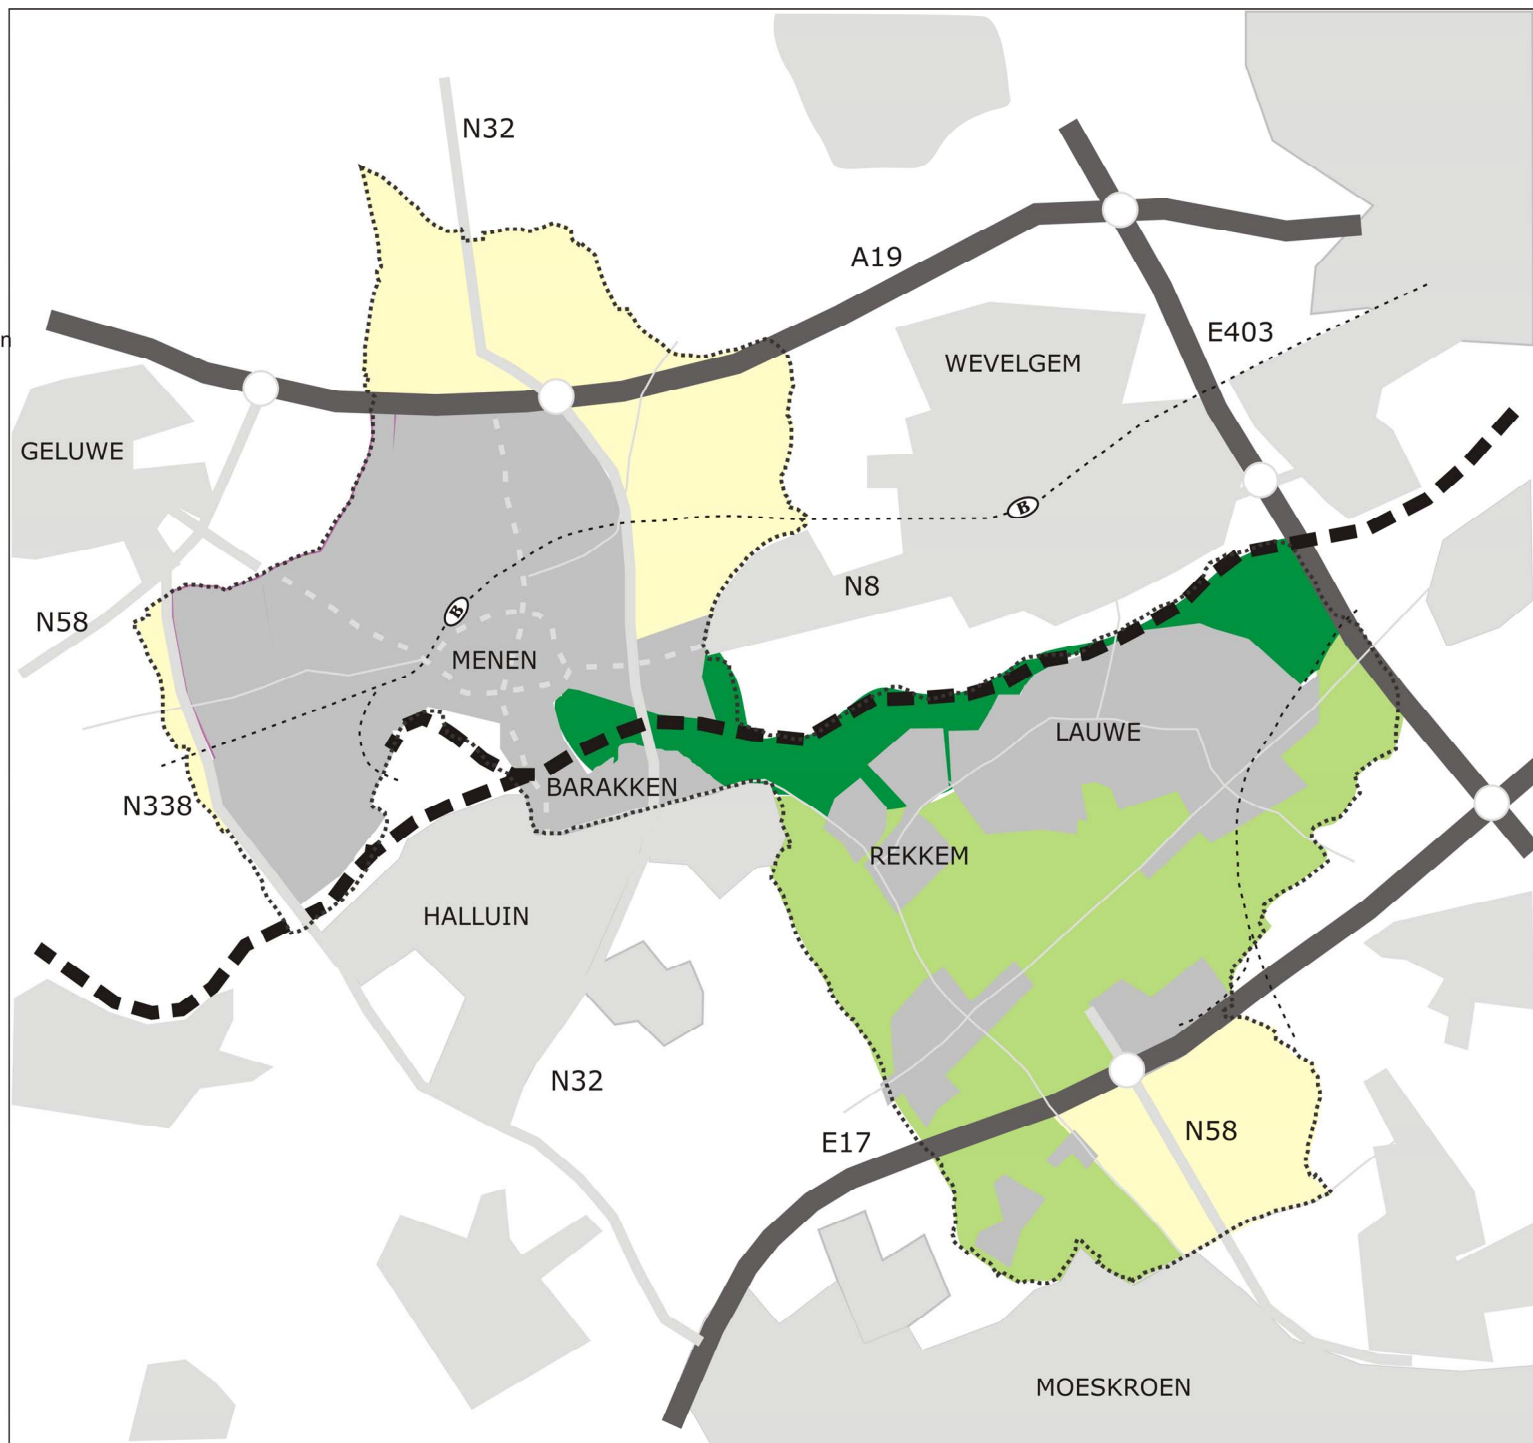 N32
A19
E403
n
WEVELGEM
GELUWE
B
N8
B
N58
MENEN
LAUWE
BARAKKEN
N338
REKKEM
HALLUIN
N32
N58
E17
MOESKROEN